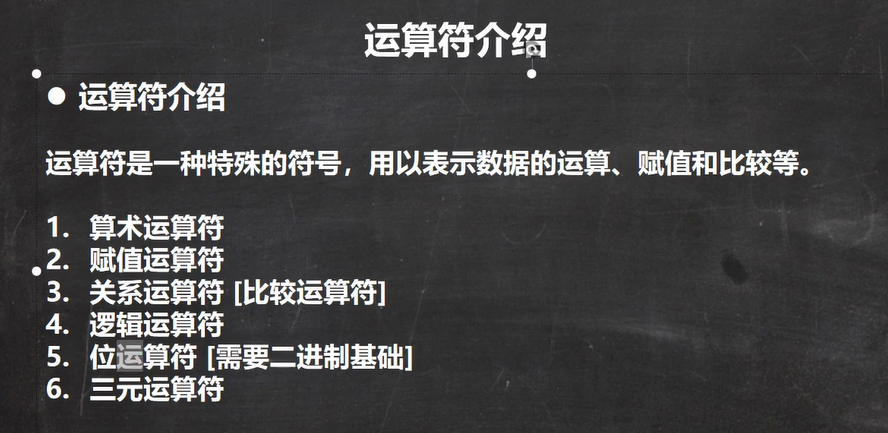 运算符介绍
● 运算符介绍
运算符是一种特殊的符号，用以表示数据的运算、赋值和比较等。
1. 算术运算符
2. 赋值运算符
3. 关系运算符 [比较运算符]
4. 逻辑运算符
5. 位运算符 [需要二进制基础]
6. 三元运算符